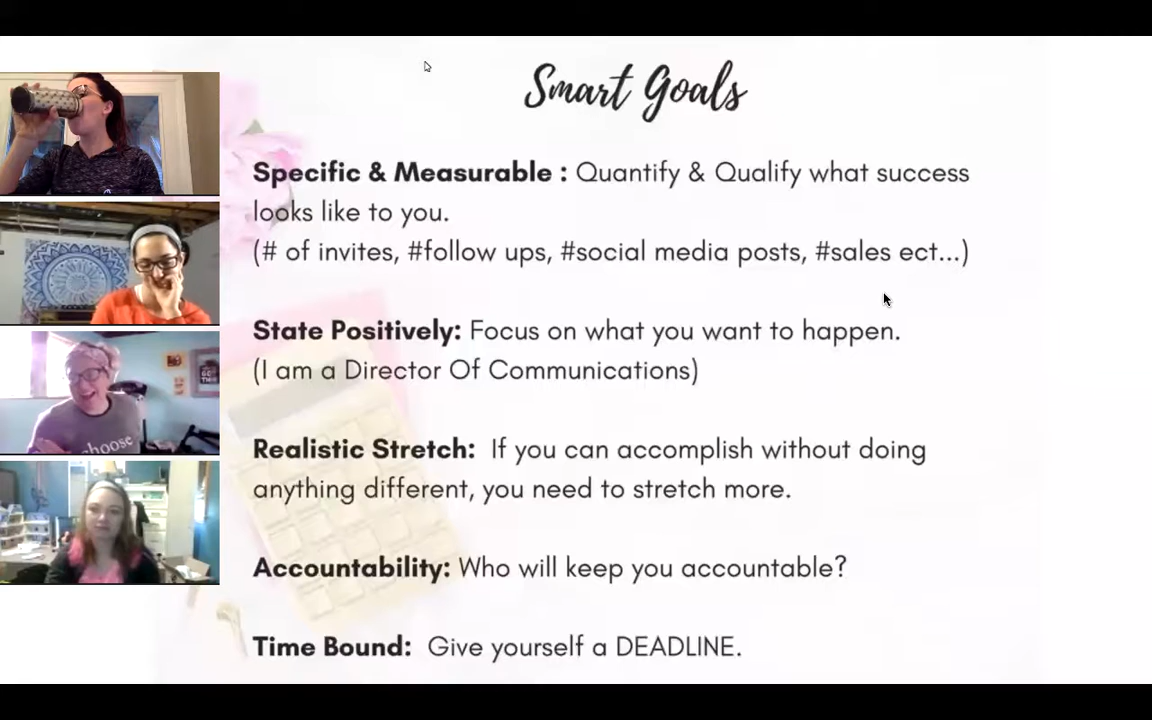 Smart Goals
Specific & Measurable : Quantify & Qualify what success
looks like to you.
(# of invites, #follow ups, #social media posts, #sales ect...)
State Positively: Focus on what you want to happen.
(I am a Director Of Communications)
Realistic Stretch: If you can accomplish without doing
anything different, you need to stretch more.
Accountability: Who will keep you accountable?
Time Bound: Give yourself a DEADLINE.
choose